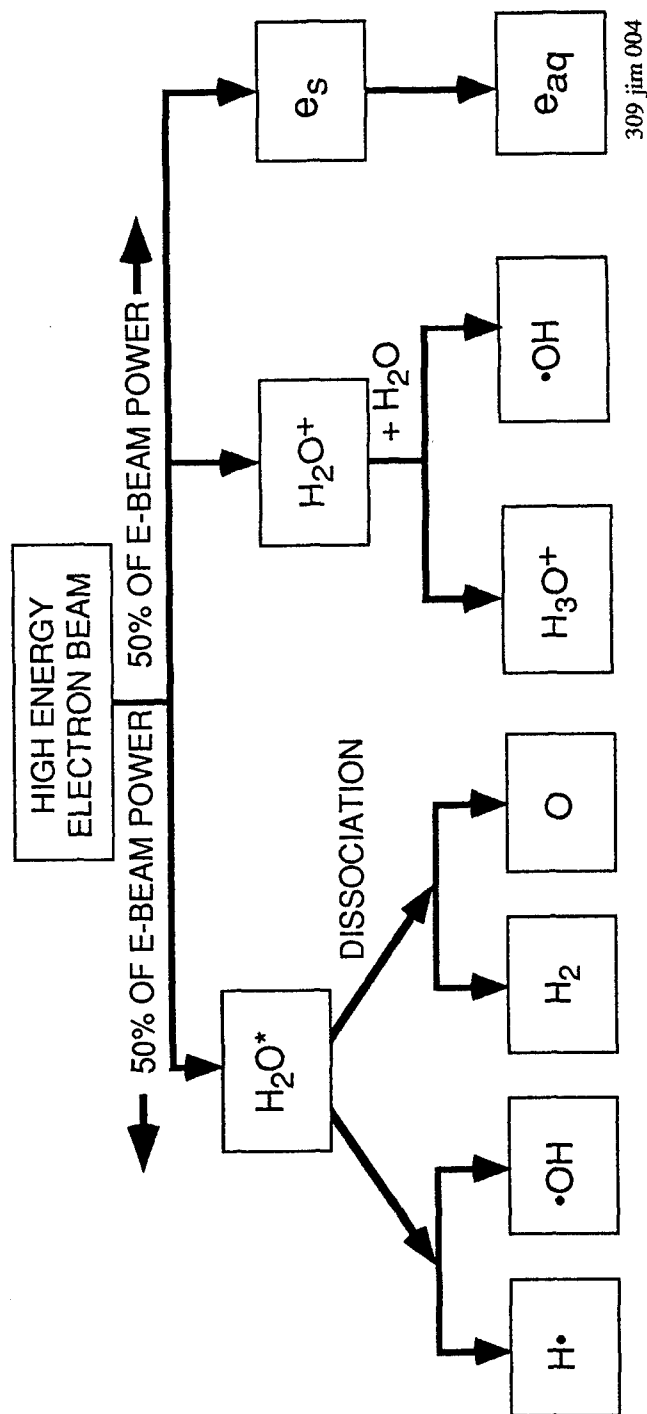 HIGH ENERGY
ELECTRON BEAM
50% OF E-BEAM POWER
50% OF E-BEAM POWER
H₂O*
H₂O⁺
eₛ
DISSOCIATION
+ H₂O
H•
•OH
H₂
O
H₃O⁺
•OH
e_aq
309 jim 004